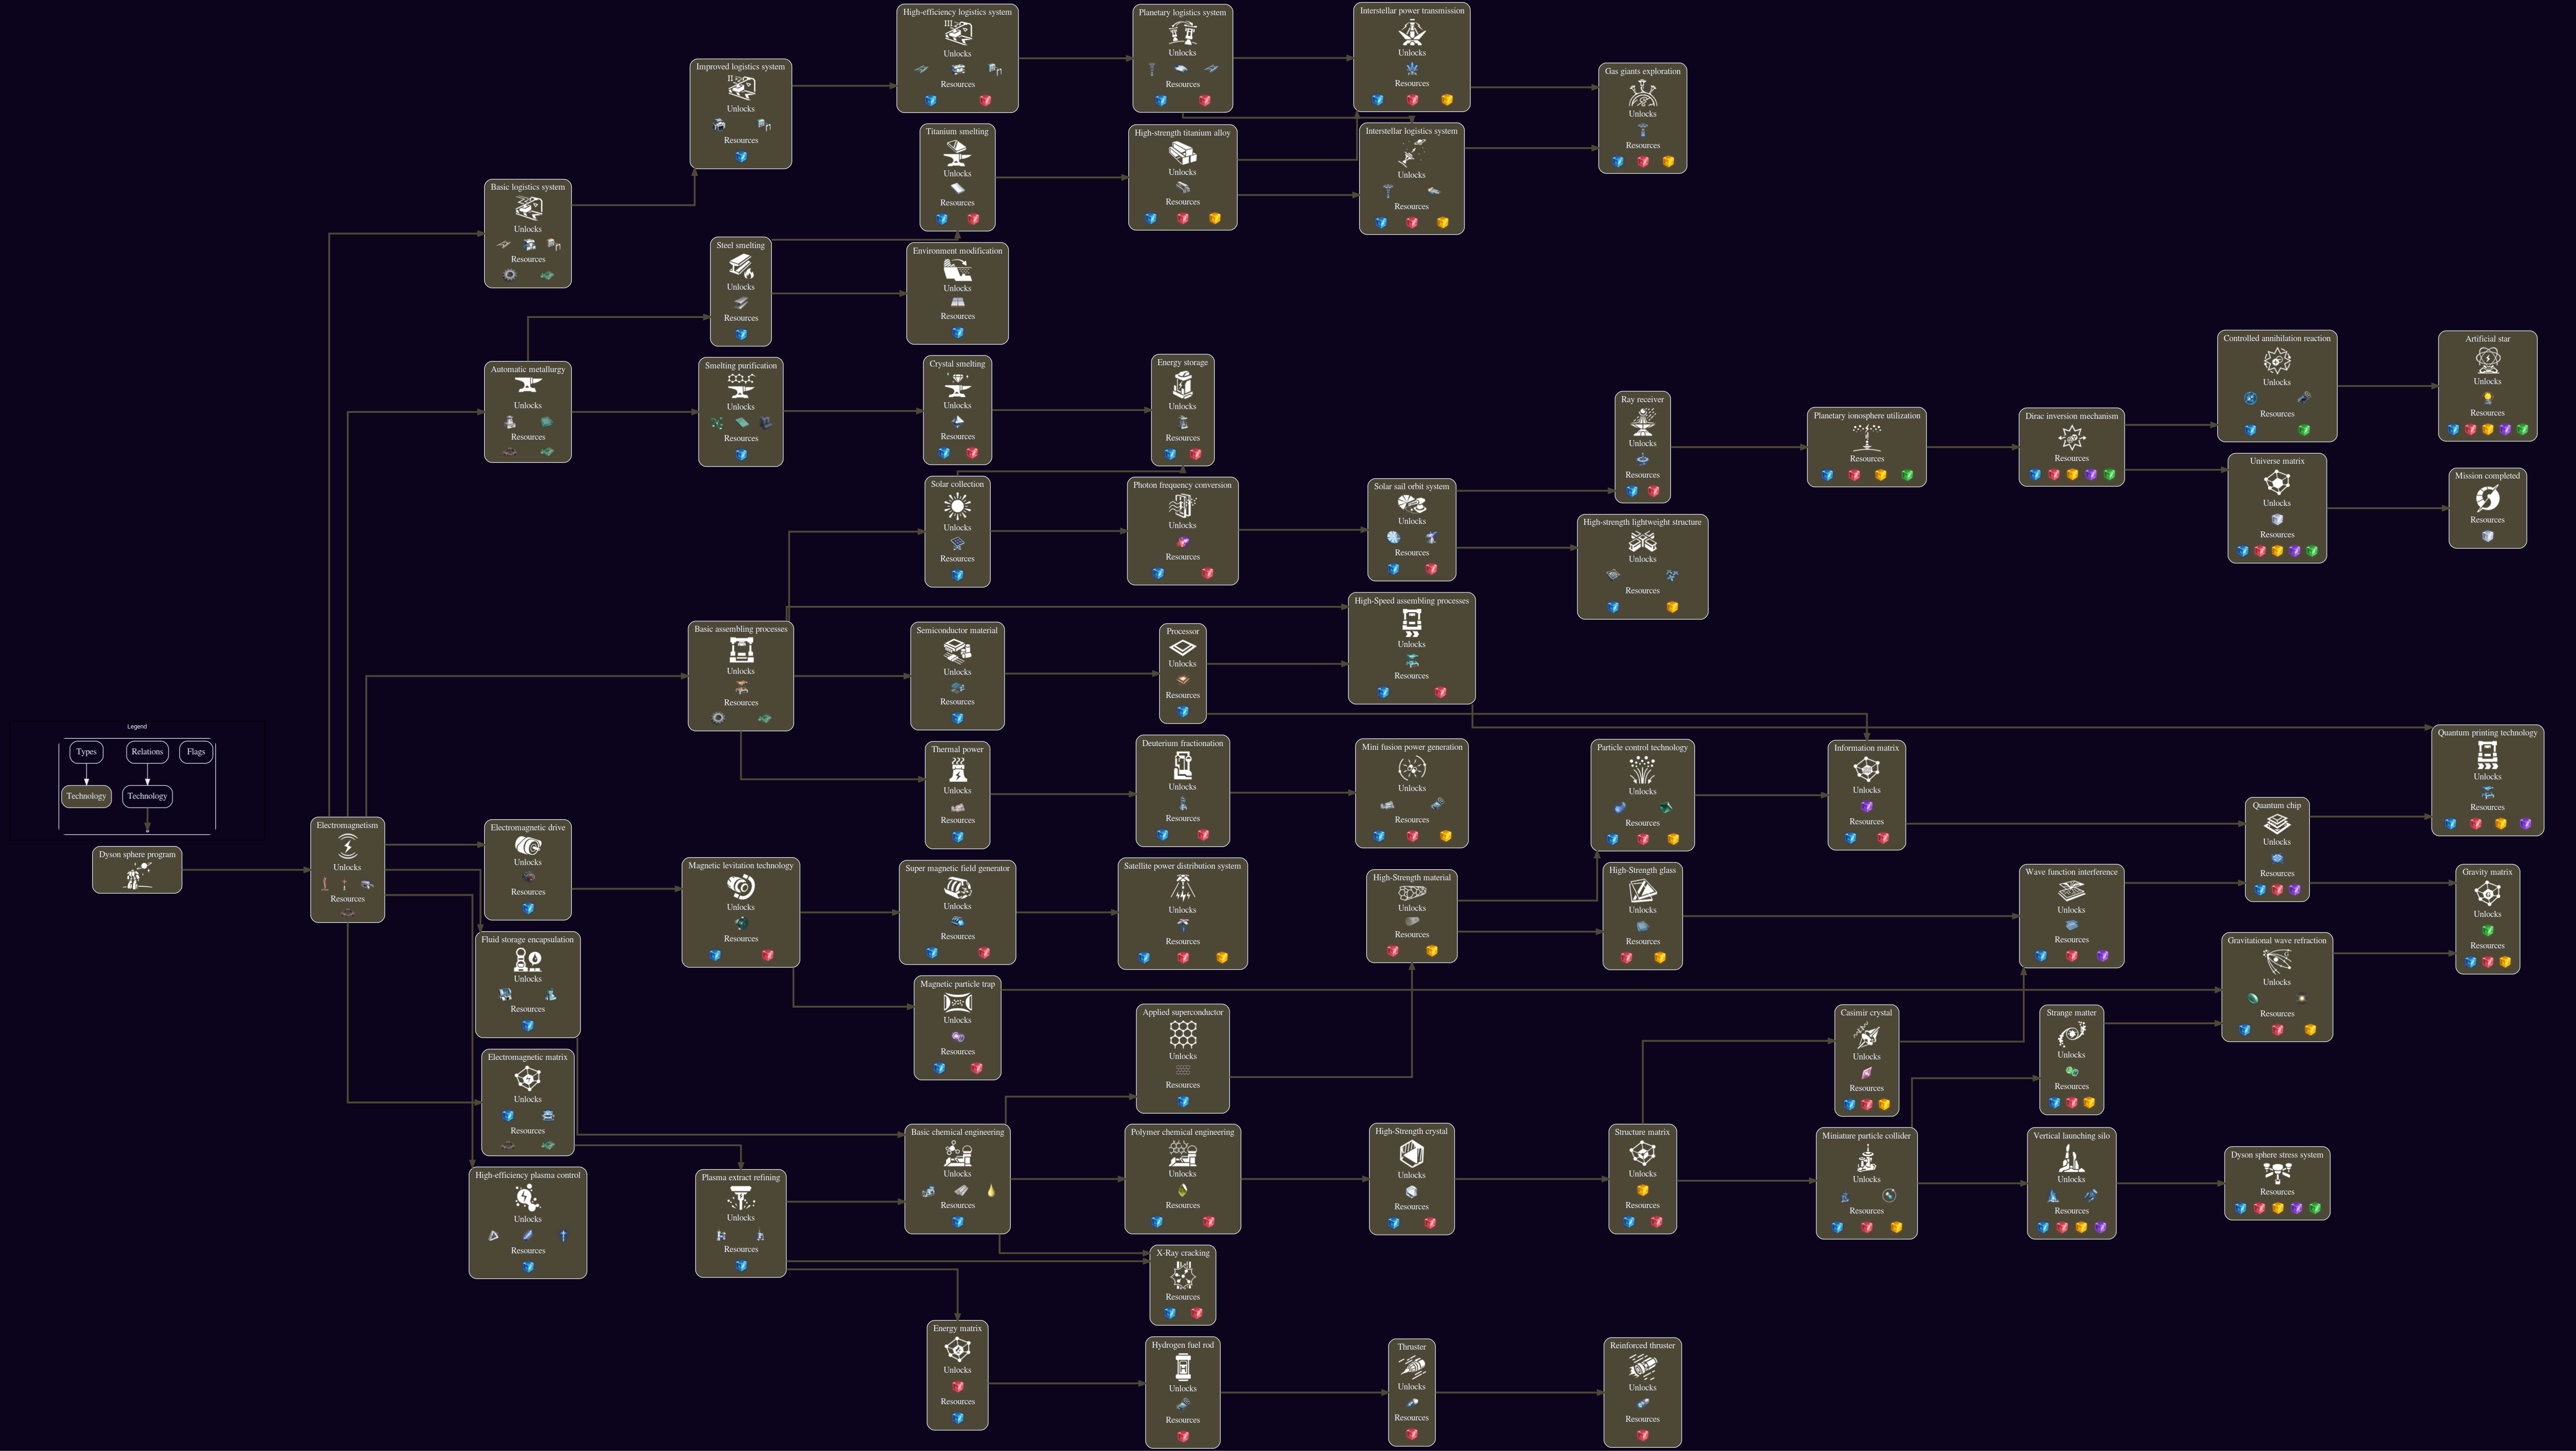 High-efficiency logistics system
III
Unlocks
Resources
Planetary logistics system
Unlocks
Resources
Interstellar power transmission
Unlocks
Resources
Improved logistics system
II
Unlocks
Resources
Gas giants exploration
Unlocks
Resources
Titanium smelting
Unlocks
Resources
High-strength titanium alloy
Unlocks
Resources
Interstellar logistics system
Unlocks
Resources
Basic logistics system
Unlocks
Resources
Steel smelting
Unlocks
Resources
Environment modification
Unlocks
Resources
Automatic metallurgy
Unlocks
Resources
Smelting purification
Unlocks
Resources
Crystal smelting
Unlocks
Resources
Energy storage
Unlocks
Resources
Ray receiver
Unlocks
Resources
Planetary ionosphere utilization
Resources
Dirac inversion mechanism
Resources
Controlled annihilation reaction
Unlocks
Resources
Artificial star
Unlocks
Resources
Universe matrix
Unlocks
Resources
Mission completed
Resources
Solar collection
Unlocks
Resources
Photon frequency conversion
Unlocks
Resources
Solar sail orbit system
Unlocks
Resources
High-strength lightweight structure
Unlocks
Resources
Basic assembling processes
Unlocks
Resources
Semiconductor material
Unlocks
Resources
Processor
Unlocks
Resources
High-Speed assembling processes
Unlocks
Resources
Legend
Types
Relations
Flags
Technology
Technology
Thermal power
Unlocks
Resources
Deuterium fractionation
Unlocks
Resources
Mini fusion power generation
Unlocks
Resources
Particle control technology
Unlocks
Resources
Information matrix
Unlocks
Resources
Quantum printing technology
Unlocks
Resources
Quantum chip
Unlocks
Resources
Dyson sphere program
Electromagnetism
Unlocks
Resources
Electromagnetic drive
Unlocks
Resources
Magnetic levitation technology
Unlocks
Resources
Super magnetic field generator
Unlocks
Resources
Satellite power distribution system
Unlocks
Resources
High-Strength material
Unlocks
Resources
High-Strength glass
Unlocks
Resources
Wave function interference
Unlocks
Resources
Gravity matrix
Unlocks
Resources
Fluid storage encapsulation
Unlocks
Resources
Gravitational wave refraction
Unlocks
Resources
Magnetic particle trap
Unlocks
Resources
Applied superconductor
Unlocks
Resources
Casimir crystal
Unlocks
Resources
Strange matter
Unlocks
Resources
Electromagnetic matrix
Unlocks
Resources
High-efficiency plasma control
Unlocks
Resources
Plasma extract refining
Unlocks
Resources
Basic chemical engineering
Unlocks
Resources
Polymer chemical engineering
Unlocks
Resources
High-Strength crystal
Unlocks
Resources
Structure matrix
Unlocks
Resources
Miniature particle collider
Unlocks
Resources
Vertical launching silo
Unlocks
Resources
Dyson sphere stress system
Resources
X-Ray cracking
Resources
Energy matrix
Unlocks
Resources
Hydrogen fuel rod
Unlocks
Resources
Thruster
Unlocks
Resources
Reinforced thruster
Unlocks
Resources